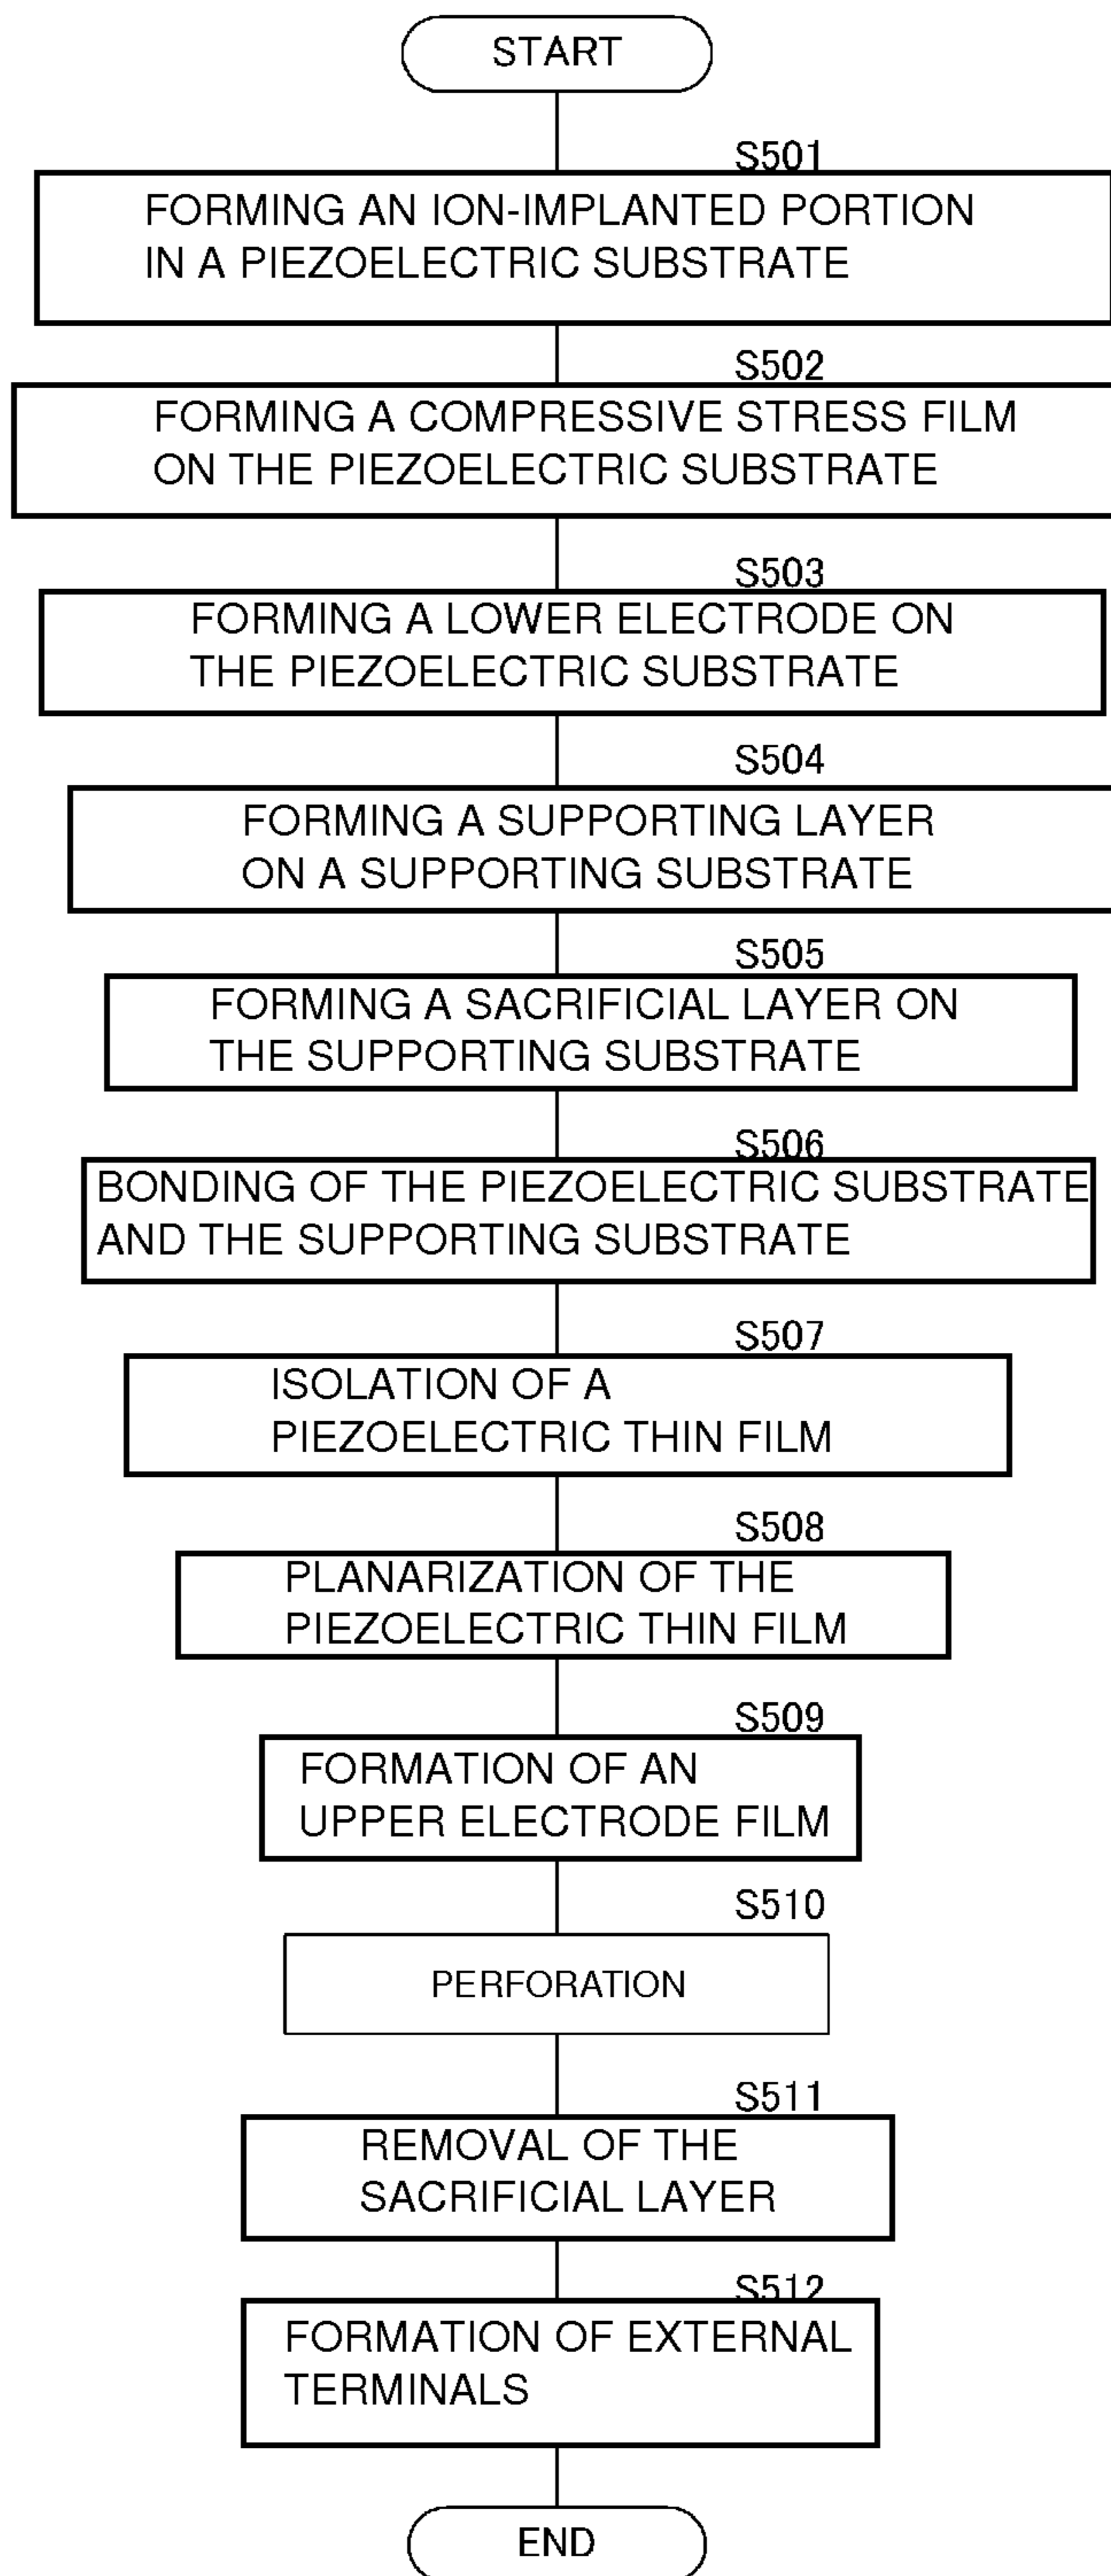 START
S501
FORMING AN ION-IMPLANTED PORTION
IN A PIEZOELECTRIC SUBSTRATE
S502
FORMING A COMPRESSIVE STRESS FILM
ON THE PIEZOELECTRIC SUBSTRATE
S503
FORMING A LOWER ELECTRODE ON
THE PIEZOELECTRIC SUBSTRATE
S504
FORMING A SUPPORTING LAYER
ON A SUPPORTING SUBSTRATE
S505
FORMING A SACRIFICIAL LAYER ON
THE SUPPORTING SUBSTRATE
S506
BONDING OF THE PIEZOELECTRIC SUBSTRATE
AND THE SUPPORTING SUBSTRATE
S507
ISOLATION OF A
PIEZOELECTRIC THIN FILM
S508
PLANARIZATION OF THE
PIEZOELECTRIC THIN FILM
S509
FORMATION OF AN
UPPER ELECTRODE FILM
S510
PERFORATION
S511
REMOVAL OF THE
SACRIFICIAL LAYER
S512
FORMATION OF EXTERNAL
TERMINALS
END